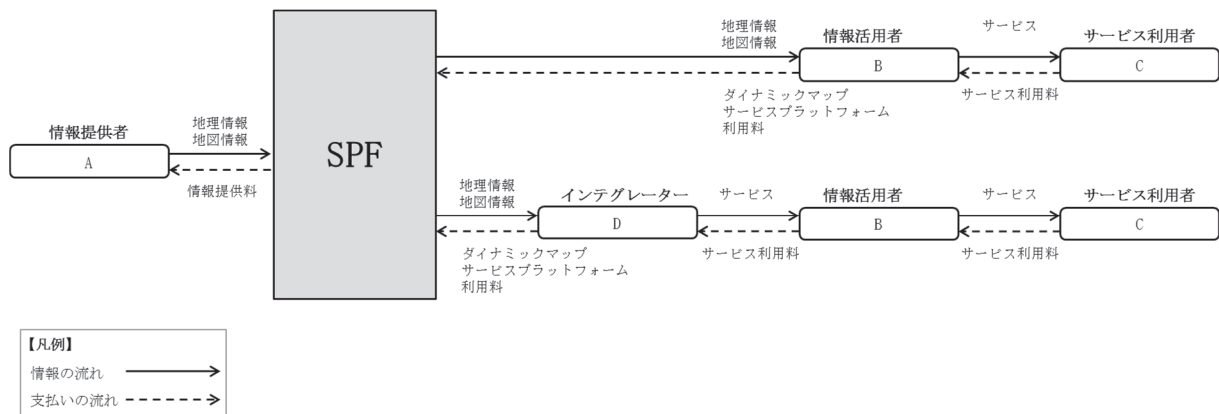 情報提供者
A
地理情報
地図情報
情報提供料
SPF
地理情報
地図情報
ダイナミックマップ
サービスプラットフォーム
利用料
情報活用者
B
サービス
サービス利用料
サービス利用者
C
地理情報
地図情報
ダイナミックマップ
サービスプラットフォーム
利用料
インテグレーター
D
サービス
サービス利用料
情報活用者
B
サービス
サービス利用料
サービス利用者
C
【凡例】
情報の流れ
支払いの流れ